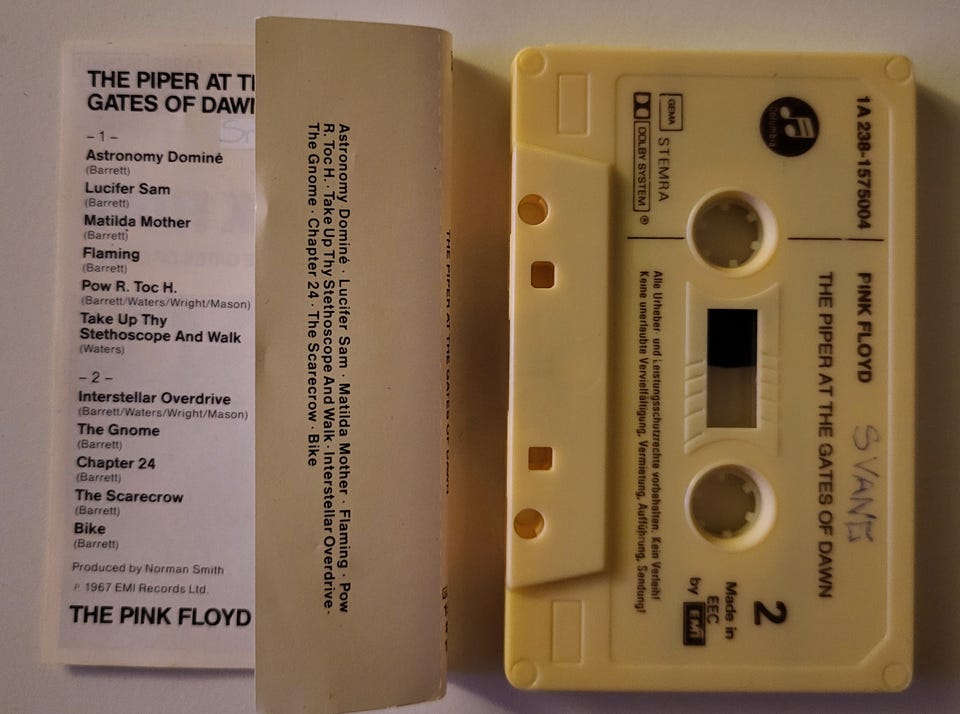 THE PIPER AT
GATES OF DAWN
– 1 –
Astronomy Dominé
(Barrett)
Lucifer Sam
(Barrett)
Matilda Mother
(Barrett)
Flaming
(Barrett)
Pow R. Toc H.
(Barrett/Waters/Wright/Mason)
Take Up Thy
Stethoscope And Walk
(Waters)
– 2 –
Interstellar Overdrive
(Barrett/Waters/Wright/Mason)
The Gnome
(Barrett)
Chapter 24
(Barrett)
The Scarecrow
(Barrett)
Bike
(Barrett)
Produced by Norman Smith
℗ 1967 EMI Records Ltd.
THE PINK FLOYD
Astronomy Dominé · Lucifer Sam · Matilda Mother · Flaming · Pow
R. Toc H. · Take Up Thy Stethoscope And Walk · Interstellar Overdrive ·
The Gnome · Chapter 24 · The Scarecrow · Bike
THE PIPER AT THE GATES OF DAWN
1A 238-1575004
PINK FLOYD
THE PIPER AT THE GATES OF DAWN
Columbia
GEMA
STEMRA
DOLBY SYSTEM ®
Alle Urheber- und Leistungsschutzrechte vorbehalten. Kein Verleih!
Keine unerlaubte Vervielfältigung, Vermietung, Aufführung, Sendung!
2
Made in
EEC
by EMI